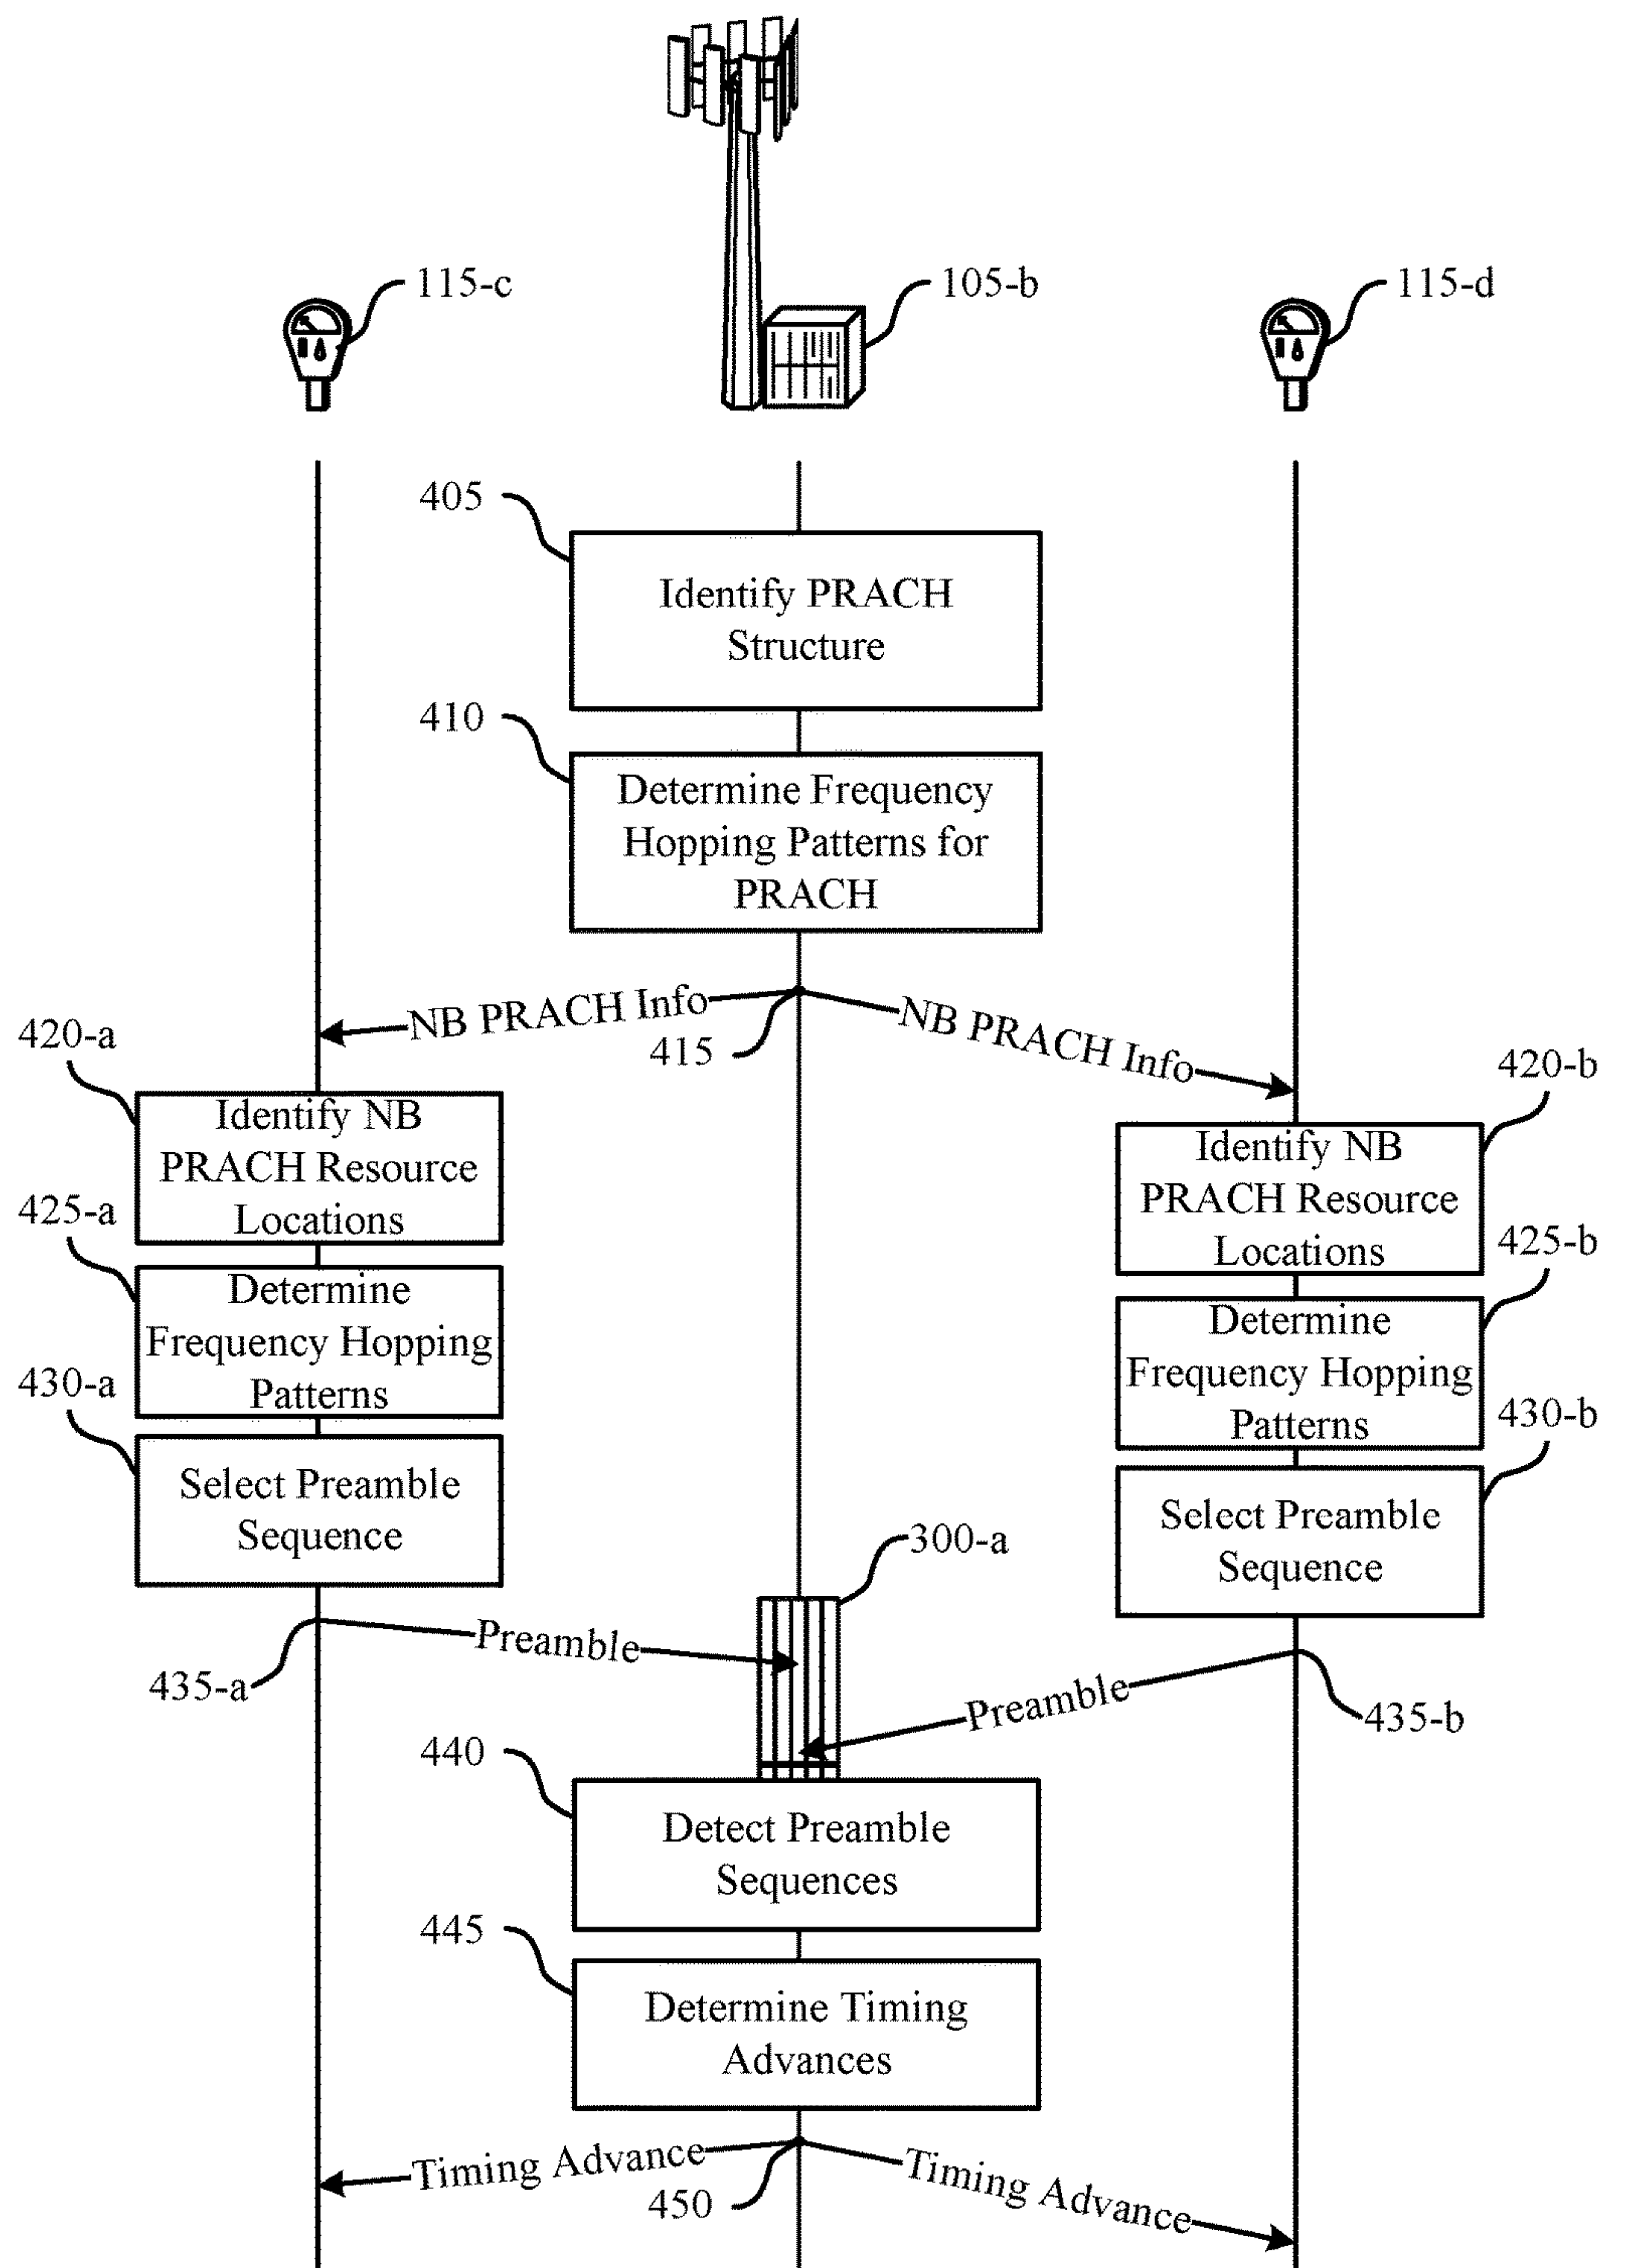 115-c
105-b
115-d
405
Identify PRACH
Structure
410
Determine Frequency
Hopping Patterns for
PRACH
NB PRACH Info
NB PRACH Info
415
420-a
Identify NB
PRACH Resource
Locations
420-b
Identify NB
PRACH Resource
Locations
425-a
Determine
Frequency Hopping
Patterns
425-b
Determine
Frequency Hopping
Patterns
430-a
Select Preamble
Sequence
430-b
Select Preamble
Sequence
300-a
Preamble
435-a
Preamble
435-b
440
Detect Preamble
Sequences
445
Determine Timing
Advances
Timing Advance
Timing Advance
450